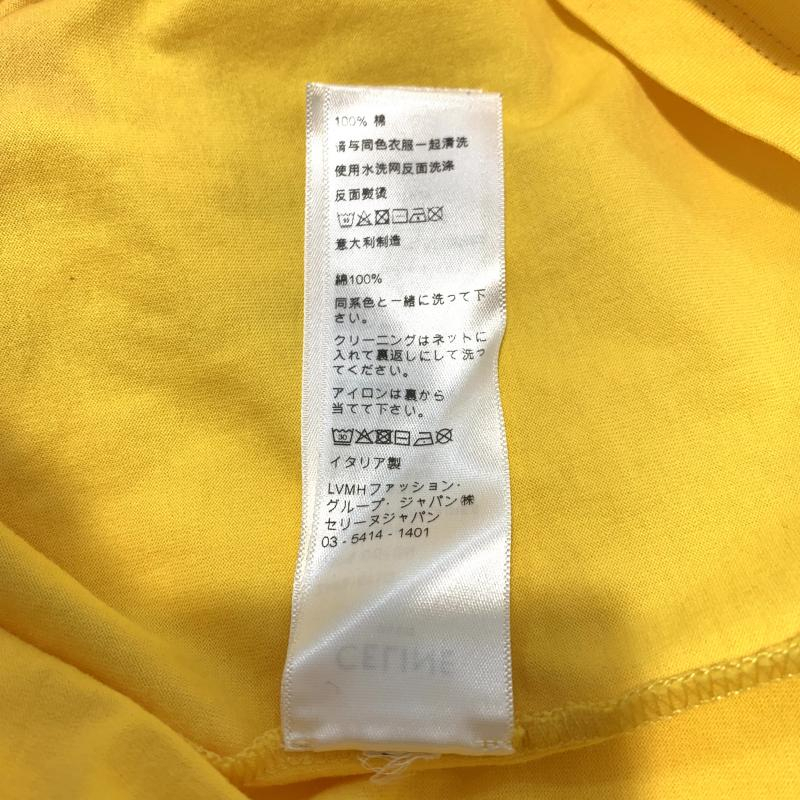 100% 棉
请与同色衣服一起清洗
使用水洗网反面洗涤
反面熨烫
意大利制造
綿100%
同系色と一緒に洗って下
さい。
クリーニングはネットに
入れて裏返しにして洗っ
てください。
アイロンは裏から
当てて下さい。
30
イタリア製
LVMHファッション・
グループ・ジャパン㈱
セリーヌジャパン
03 - 5414 - 1401
CELINE